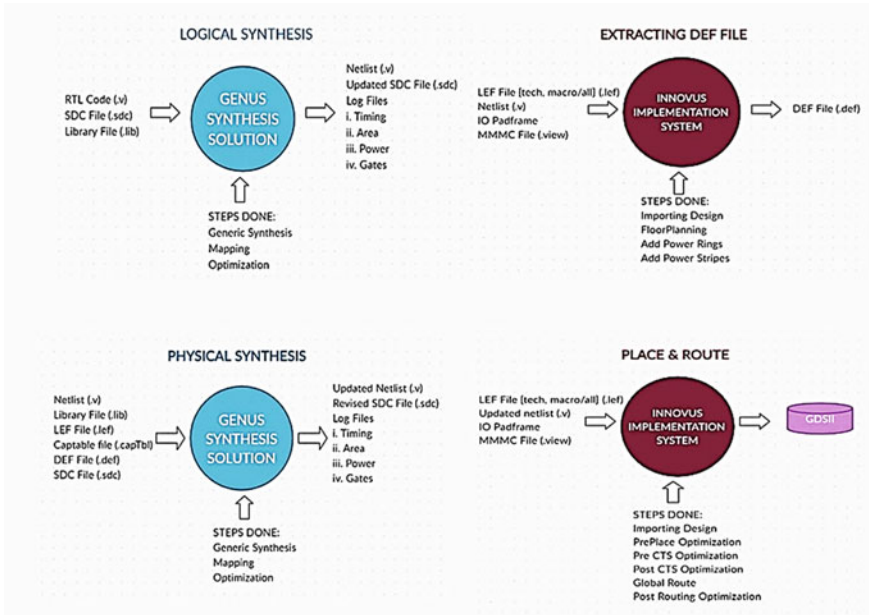 LOGICAL SYNTHESIS
RTL Code (.v)
SDC File (.sdc)
Library File (.lib)
GENUS
SYNTHESIS
SOLUTION
Netlist (.v)
Updated SDC File (.sdc)
Log Files
i. Timing
ii. Area
iii. Power
iv. Gates
STEPS DONE:
Generic Synthesis
Mapping
Optimization
EXTRACTING DEF FILE
LEF File [tech, macro/all] (.lef)
Netlist (.v)
IO Padframe
MMMC File (.view)
INNOVUS
IMPLEMENTATION
SYSTEM
DEF File (.def)
STEPS DONE:
Importing Design
FloorPlanning
Add Power Rings
Add Power Stripes
PHYSICAL SYNTHESIS
Netlist (.v)
Library File (.lib)
LEF File (.lef)
Captable file (.capTbl)
DEF File (.def)
SDC File (.sdc)
GENUS
SYNTHESIS
SOLUTION
Updated Netlist (.v)
Revised SDC File (.sdc)
Log Files
i. Timing
ii. Area
iii. Power
iv. Gates
STEPS DONE:
Generic Synthesis
Mapping
Optimization
PLACE & ROUTE
LEF File [tech, macro/all] (.lef)
Updated netlist (.v)
IO Padframe
MMMC File (.view)
INNOVUS
IMPLEMENTATION
SYSTEM
GDSII
STEPS DONE:
Importing Design
PrePlace Optimization
Pre CTS Optimization
Post CTS Optimization
Global Route
Post Routing Optimization